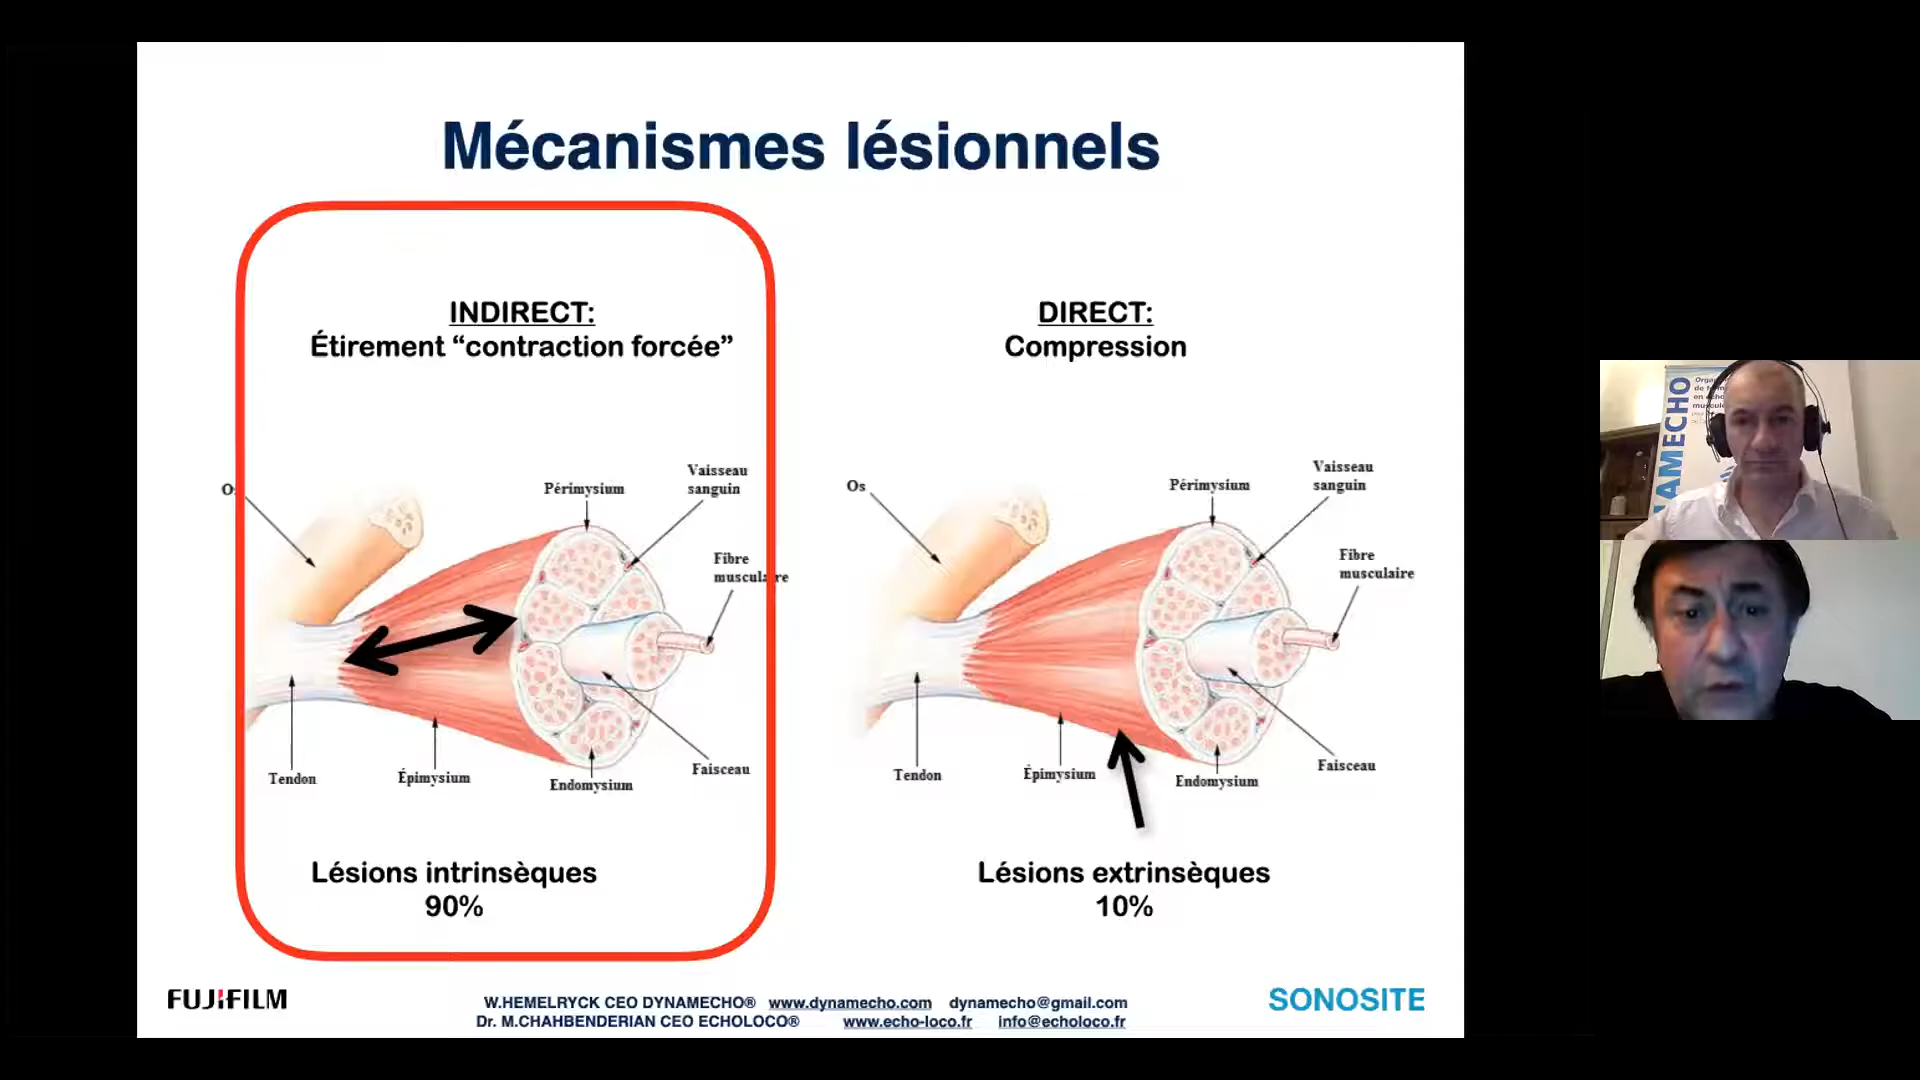 Mécanismes lésionnels
INDIRECT:
Étirement “contraction forcée”
DIRECT:
Compression
Vaisseau
sanguin
Périmysium
Os
Fibre
musculaire
Tendon
Épimysium
Endomysium
Faisceau
Vaisseau
sanguin
Périmysium
Os
Fibre
musculaire
Tendon
Épimysium
Endomysium
Faisceau
Lésions intrinsèques
90%
Lésions extrinsèques
10%
FUJIFILM
W.HEMELRYCK CEO DYNAMECHO® www.dynamecho.com dynamecho@gmail.com
Dr. M.CHAHBENDERIAN CEO ECHOLOCO® www.echo-loco.fr info@echoloco.fr
SONOSITE
AMECHO